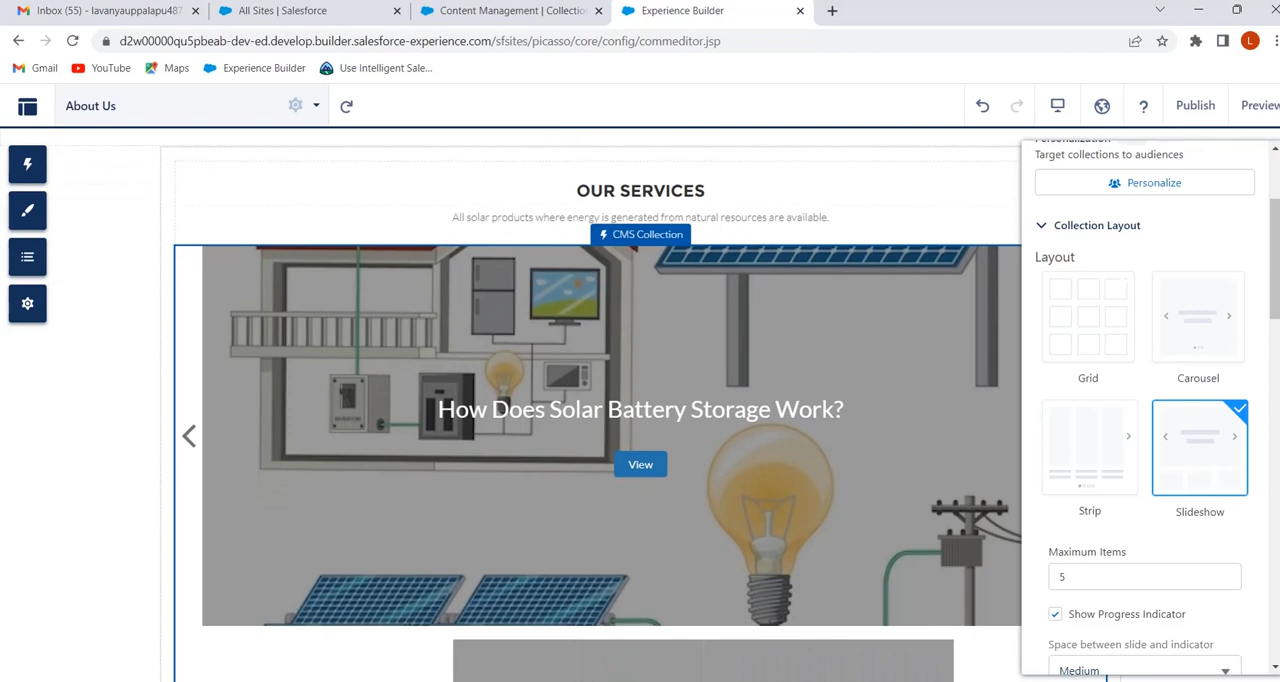 Inbox (55) - lavanyauppalapu487
All Sites | Salesforce
Content Management | Collection
Experience Builder
d2w00000qu5pbeab-dev-ed.develop.builder.salesforce-experience.com/sfsites/picasso/core/config/commeditor.jsp
L
Gmail
YouTube
Maps
Experience Builder
Use Intelligent Sale...
About Us
?
Publish
Preview
Personalization
Target collections to audiences
Personalize
Collection Layout
Layout
Grid
Carousel
Strip
Slideshow
Maximum Items
5
Show Progress Indicator
Space between slide and indicator
Medium
OUR SERVICES
All solar products where energy is generated from natural resources are available.
CMS Collection
INVERTOR
How Does Solar Battery Storage Work?
View